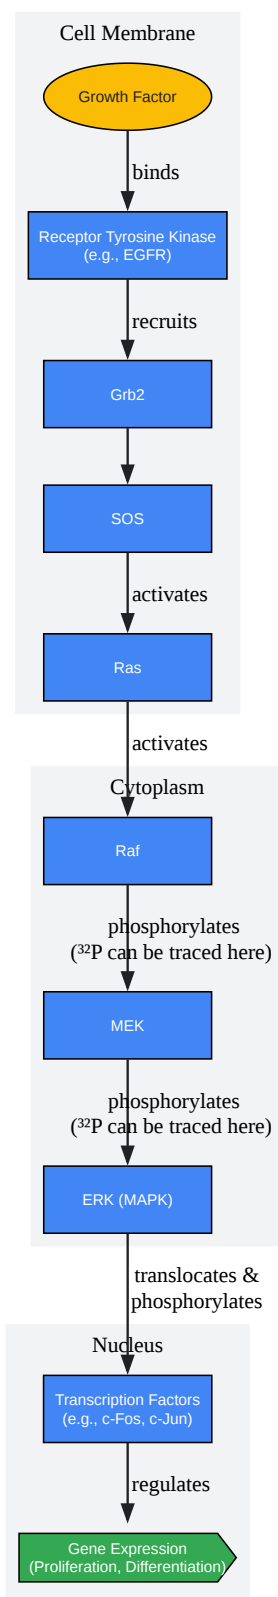 Cell Membrane
Growth Factor
binds
Receptor Tyrosine Kinase
(e.g., EGFR)
recruits
Grb2
SOS
activates
Ras
activates
Cytoplasm
Raf
phosphorylates
(³²P can be traced here)
MEK
phosphorylates
(³²P can be traced here)
ERK (MAPK)
translocates &
phosphorylates
Nucleus
Transcription Factors
(e.g., c-Fos, c-Jun)
regulates
Gene Expression
(Proliferation, Differentiation)